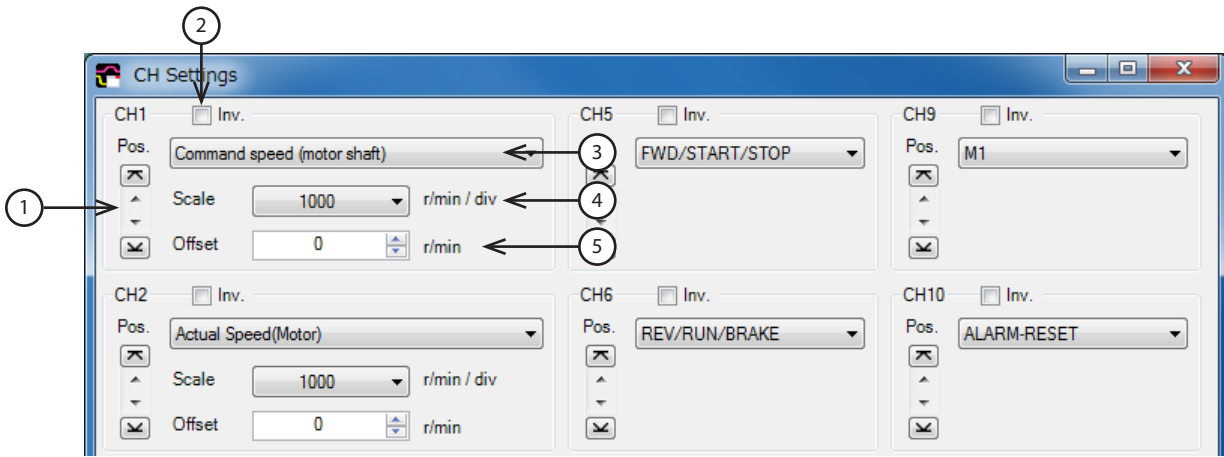 2
CH Settings
CH1 Inv.
Pos. Command speed (motor shaft) 3
1 Scale 1000 r/min / div 4
Offset 0 r/min 5
CH5 Inv.
FWD/START/STOP
CH9 Inv.
Pos. M1
CH2 Inv.
Pos. Actual Speed(Motor)
Scale 1000 r/min / div
Offset 0 r/min
CH6 Inv.
Pos. REV/RUN/BRAKE
CH10 Inv.
Pos. ALARM-RESET